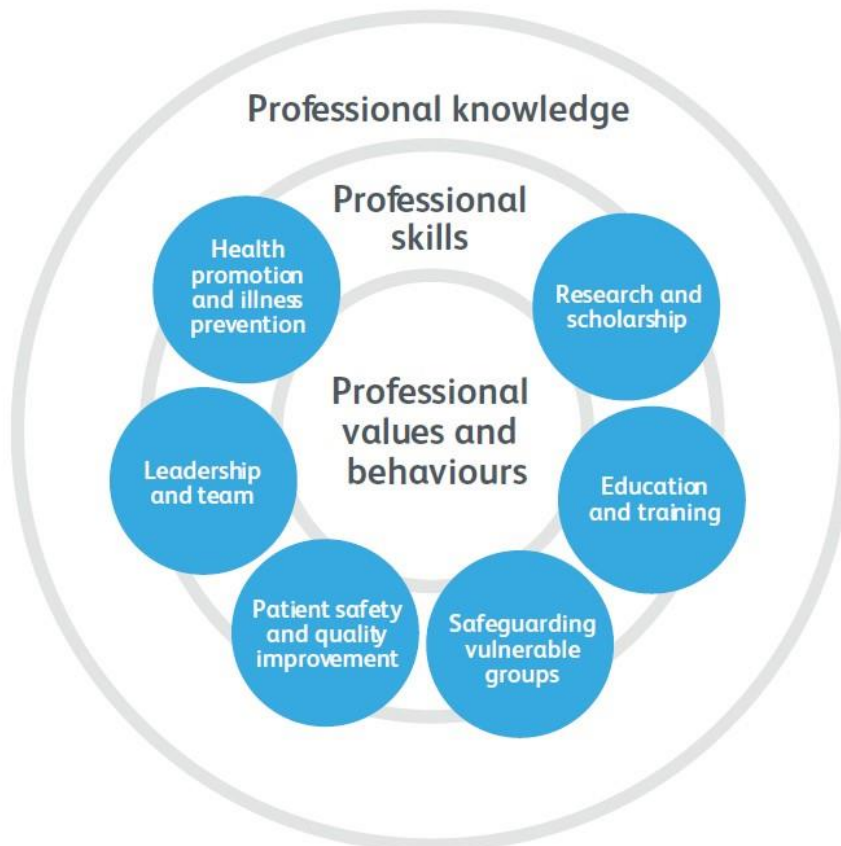 Professional knowledge
Professional
skills
Health
promotion
and illness
prevention
Research and
scholarship
Professional
values and
behaviours
Leadership
and team
Education
and training
Patient safety
and quality
improvement
Safeguarding
vulnerable
groups